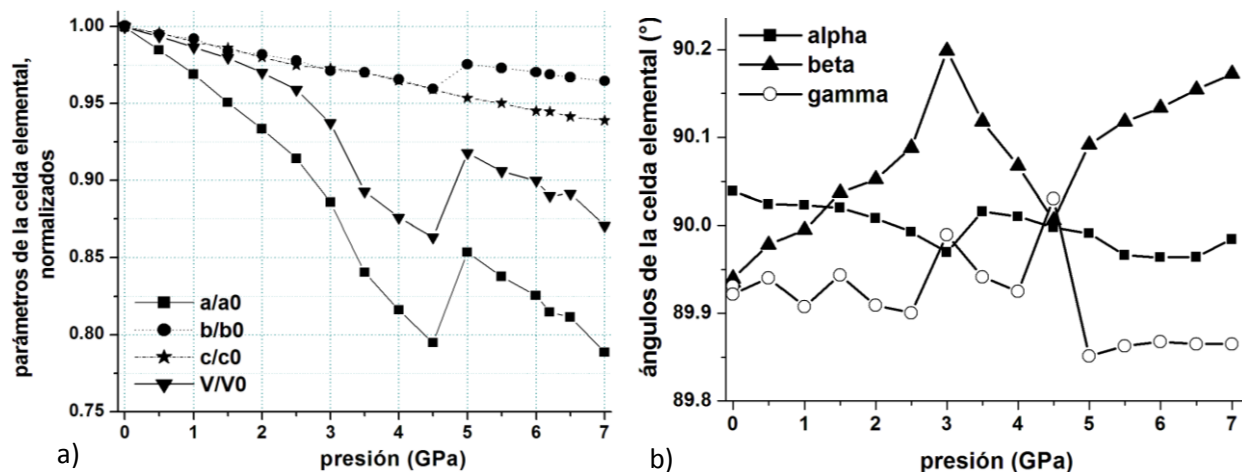 parámetros de la celda elemental,
normalizados
1.00
0.95
0.90
0.85
0.80
0.75
a/a0
b/b0
c/c0
V/V0
0 1 2 3 4 5 6 7
presión (GPa)
a)
ángulos de la celda elemental (°)
90.2
90.1
90.0
89.9
89.8
alpha
beta
gamma
0 1 2 3 4 5 6 7
presión (GPa)
b)